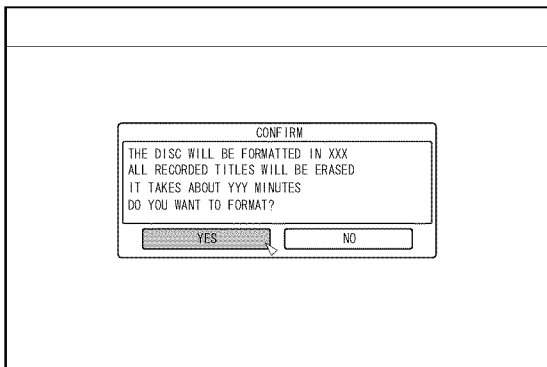 CONFIRM
THE DISC WILL BE FORMATTED IN XXX
ALL RECORDED TITLES WILL BE ERASED
IT TAKES ABOUT YYY MINUTES
DO YOU WANT TO FORMAT?
YES NO